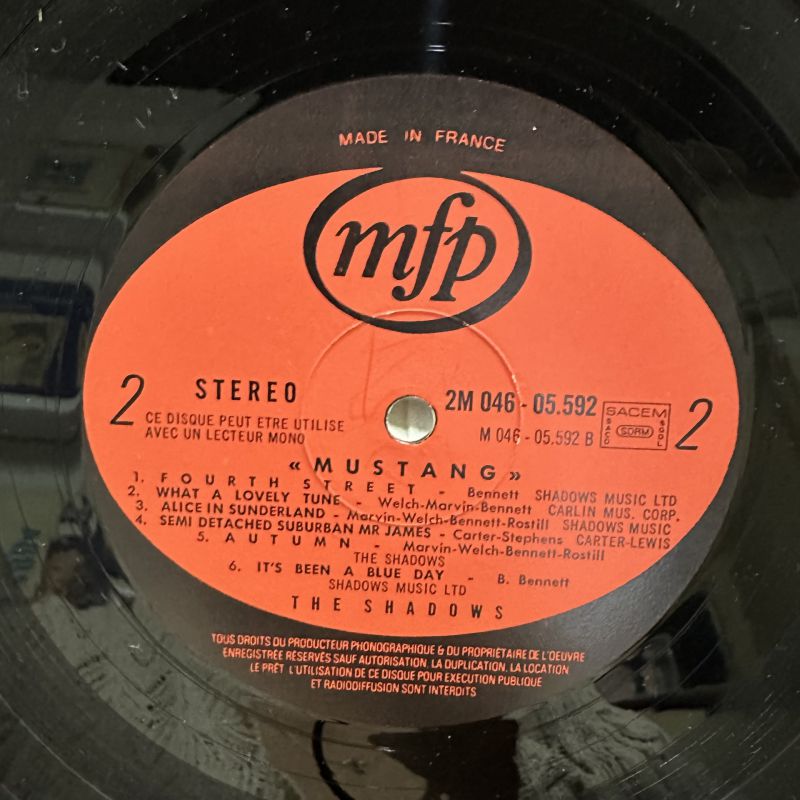 MADE IN FRANCE
mfp
2 STEREO 2M 046 - 05.592 SACEM 2
CE DISQUE PEUT ETRE UTILISE M 046 - 05.592 B SACD SDRM SGDL
AVEC UN LECTEUR MONO
«MUSTANG»
1. FOURTH STREET - Bennett SHADOWS MUSIC LTD
2. WHAT A LOVELY TUNE - Welch-Marvin-Bennett CARLIN MUS. CORP.
3. ALICE IN SUNDERLAND - Marvin-Welch-Bennett-Rostill SHADOWS MUSIC
4. SEMI DETACHED SUBURBAN MR JAMES - Carter-Stephens CARTER-LEWIS
5. AUTUMN - Marvin-Welch-Bennett-Rostill
THE SHADOWS
6. IT'S BEEN A BLUE DAY - B. Bennett
SHADOWS MUSIC LTD
THE SHADOWS
TOUS DROITS DU PRODUCTEUR PHONOGRAPHIQUE & DU PROPRIETAIRE DE L'OEUVRE
ENREGISTRÉE RÉSERVÉS SAUF AUTORISATION. LA DUPLICATION, LA LOCATION
LE PRÊT L'UTILISATION DE CE DISQUE POUR EXECUTION PUBLIQUE
ET RADIODIFFUSION SONT INTERDITS